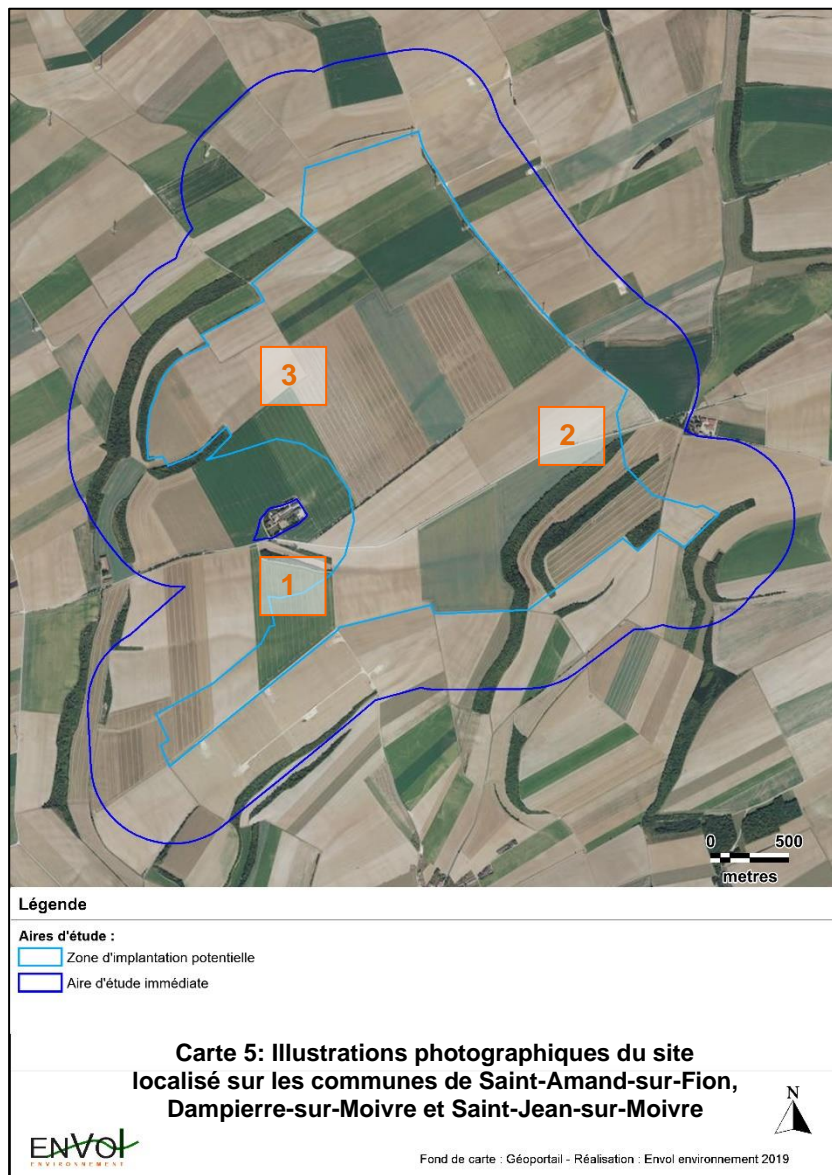 3
2
1
0 500
metres
Légende
Aires d'étude :
Zone d'implantation potentielle
Aire d'étude immédiate
Carte 5: Illustrations photographiques du site
localisé sur les communes de Saint-Amand-sur-Fion,
Dampierre-sur-Moivre et Saint-Jean-sur-Moivre
N
ENVOL
ENVIRONNEMENT
Fond de carte : Géoportail - Réalisation : Envol environnement 2019